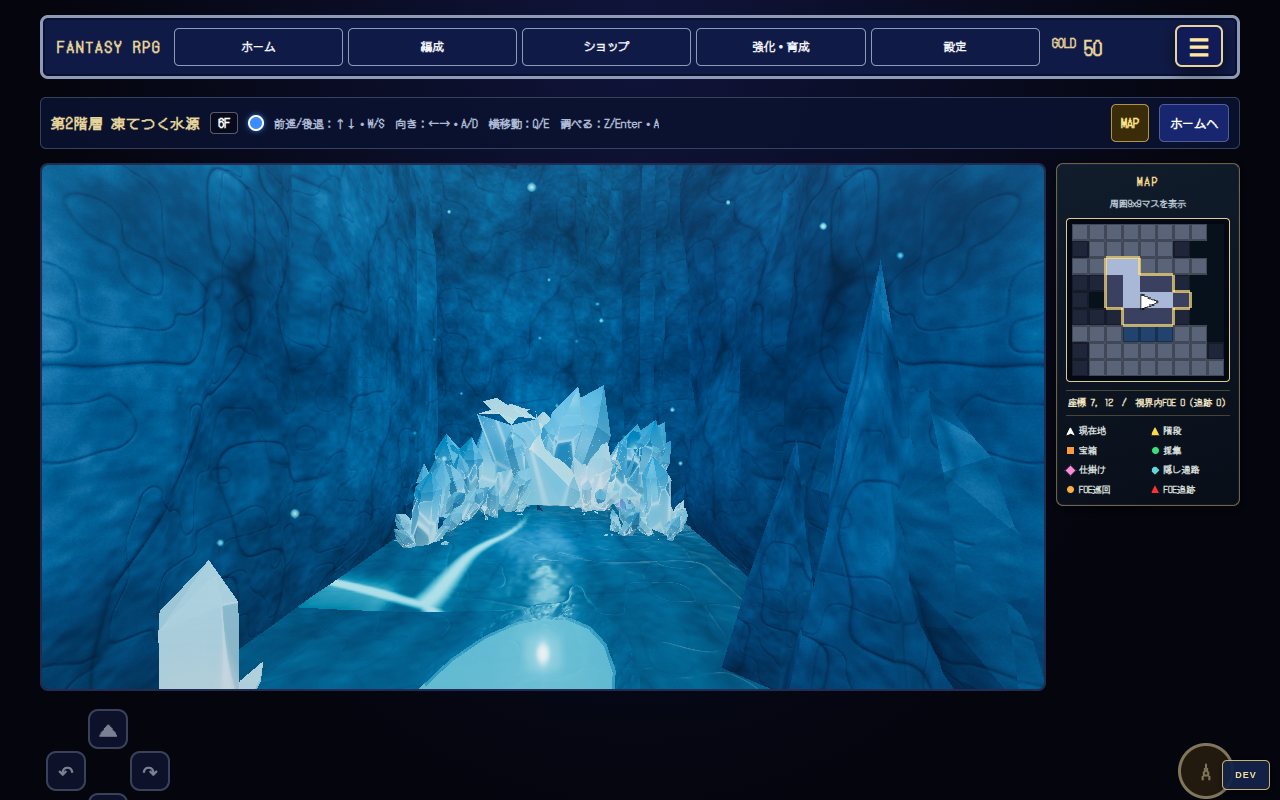 FANTASY RPG
ホーム
編成
ショップ
強化・育成
設定
GOLD 50
第2階層 凍てつく水源
6F
前進/後退：↑↓・W/S 向き：←→・A/D 横移動：Q/E 調べる：Z/Enter・A
MAP
ホームへ
MAP
周囲9x9マスを表示
座標 7, 12 / 視界内FOE 0 (追跡 0)
現在地
階段
宝箱
採集
仕掛け
隠し通路
FOE巡回
FOE追跡
A
DEV